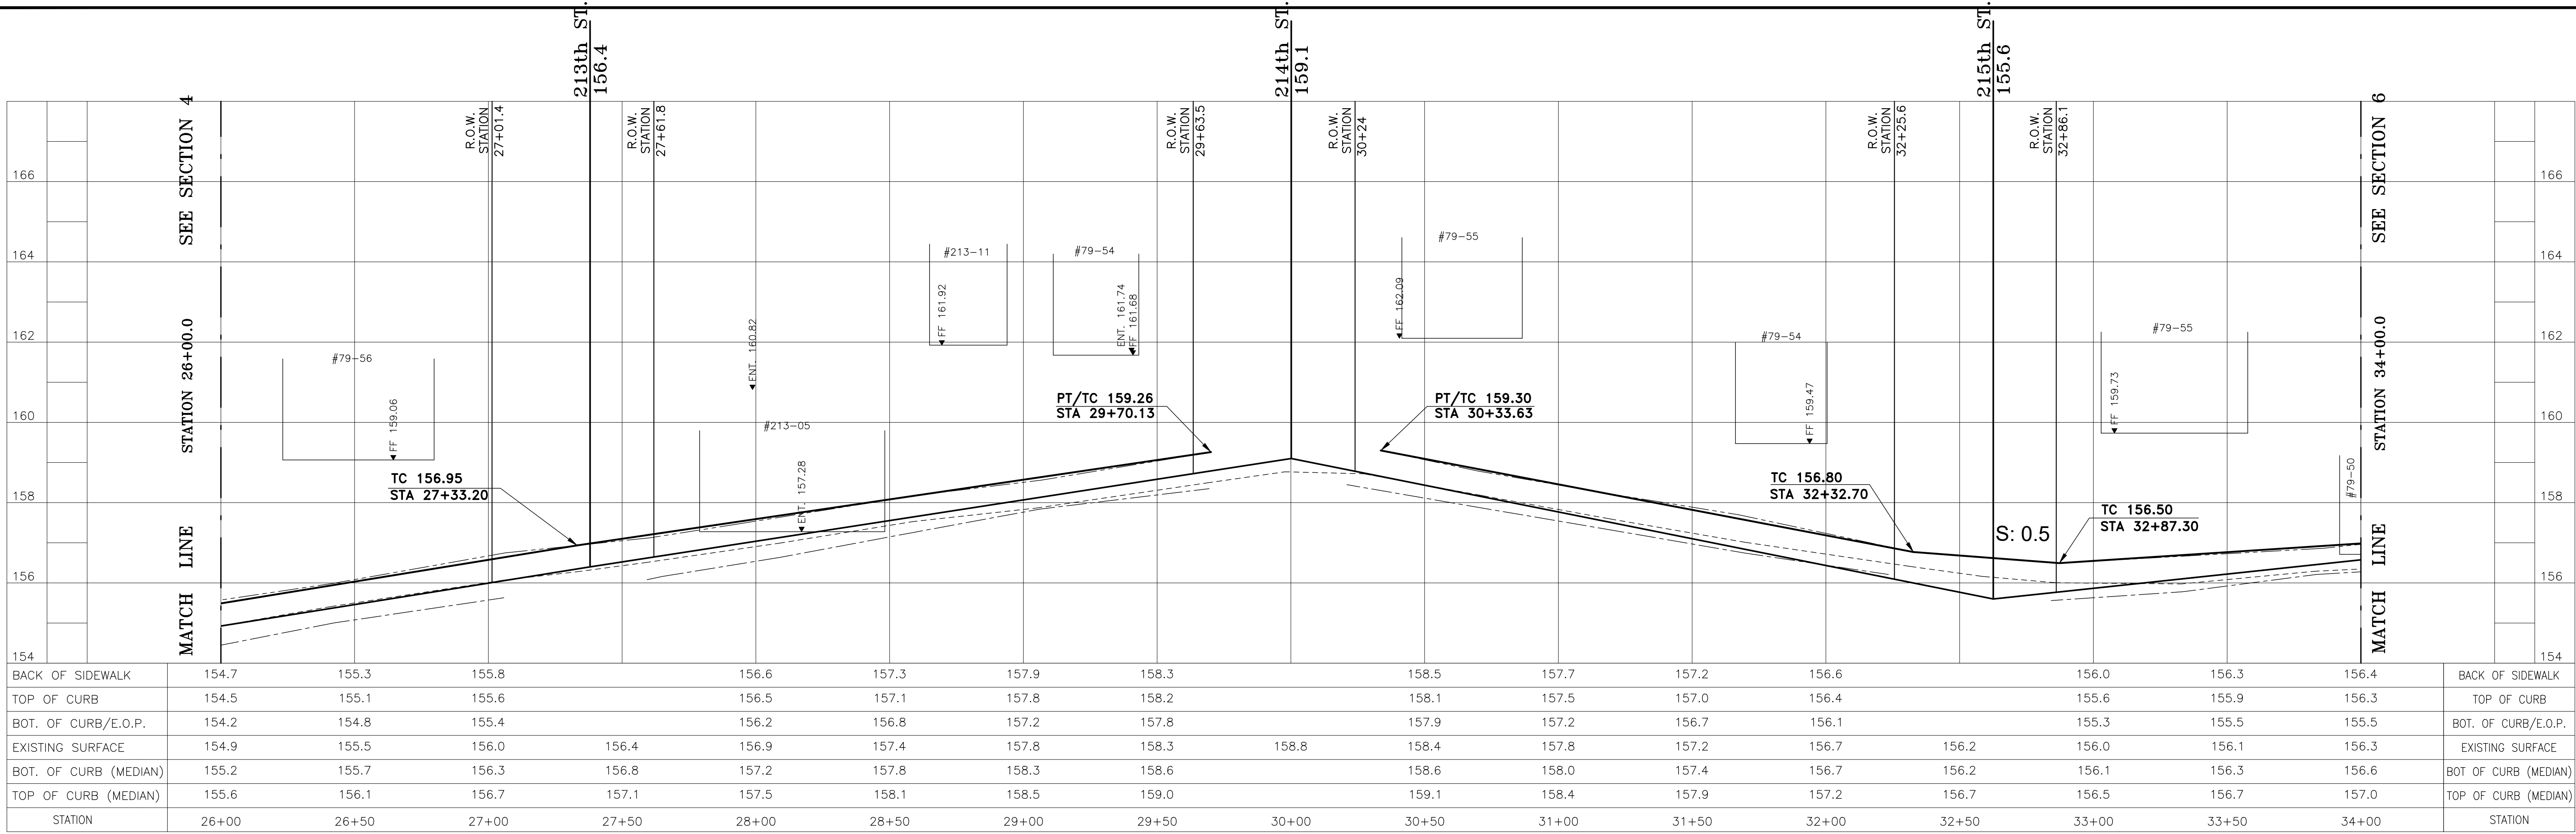 213th ST.
156.4
214th ST.
159.1
215th ST.
155.6
MATCH LINE STATION 26+00.0 SEE SECTION 4
R.O.W.
STATION
27+01.4
R.O.W.
STATION
27+61.8
R.O.W.
STATION
29+63.5
R.O.W.
STATION
30+24
R.O.W.
STATION
32+25.6
R.O.W.
STATION
32+86.1
MATCH LINE STATION 34+00.0 SEE SECTION 6
166
164
162
160
158
156
154
166
164
162
160
158
156
154
#79-56
FF 159.06
ENT. 160.82
#213-05
ENT. 157.28
#213-11
FF 161.92
#79-54
ENT. 161.74
FF 161.68
#79-55
FF 162.09
#79-54
FF 159.47
#79-55
FF 159.73
#79-50
TC 156.95
STA 27+33.20
PT/TC 159.26
STA 29+70.13
PT/TC 159.30
STA 30+33.63
TC 156.80
STA 32+32.70
S: 0.5
TC 156.50
STA 32+87.30
BACK OF SIDEWALK 154.7 155.3 155.8 156.6 157.3 157.9 158.3 158.5 157.7 157.2 156.6 156.0 156.3 156.4 BACK OF SIDEWALK
TOP OF CURB 154.5 155.1 155.6 156.5 157.1 157.8 158.2 158.1 157.5 157.0 156.4 155.6 155.9 156.3 TOP OF CURB
BOT. OF CURB/E.O.P. 154.2 154.8 155.4 156.2 156.8 157.2 157.8 157.9 157.2 156.7 156.1 155.3 155.5 155.5 BOT. OF CURB/E.O.P.
EXISTING SURFACE 154.9 155.5 156.0 156.4 156.9 157.4 157.8 158.3 158.8 158.4 157.8 157.2 156.7 156.2 156.0 156.1 156.3 EXISTING SURFACE
BOT. OF CURB (MEDIAN) 155.2 155.7 156.3 156.8 157.2 157.8 158.3 158.6 158.6 158.0 157.4 156.7 156.2 156.1 156.3 156.6 BOT OF CURB (MEDIAN)
TOP OF CURB (MEDIAN) 155.6 156.1 156.7 157.1 157.5 158.1 158.5 159.0 159.1 158.4 157.9 157.2 156.7 156.5 156.7 157.0 TOP OF CURB (MEDIAN)
STATION 26+00 26+50 27+00 27+50 28+00 28+50 29+00 29+50 30+00 30+50 31+00 31+50 32+00 32+50 33+00 33+50 34+00 STATION